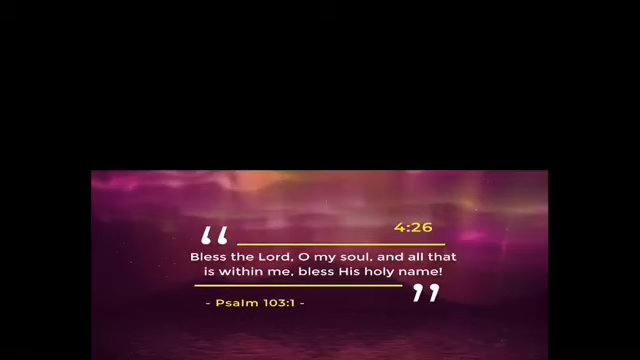 4:26
Bless the Lord, O my soul, and all that
is within me, bless His holy name!
- Psalm 103:1 -